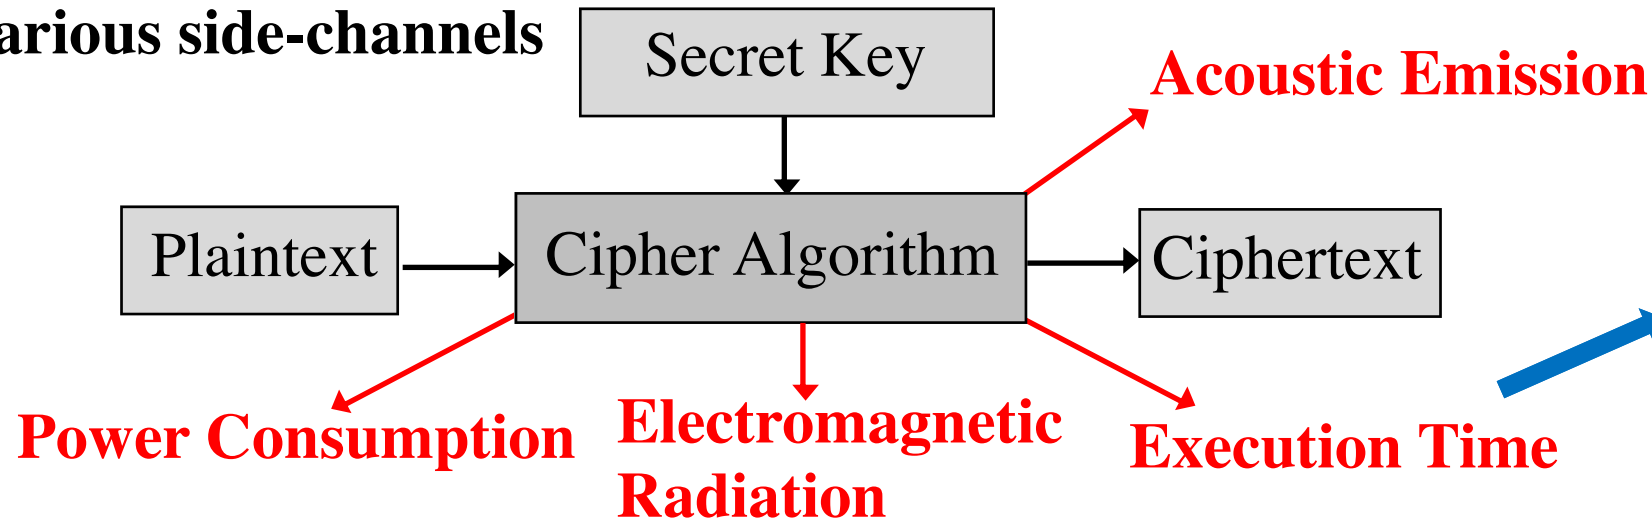 arious side-channels
Secret Key
Acoustic Emission
Plaintext
Cipher Algorithm
Ciphertext
Power Consumption
Electromagnetic
Radiation
Execution Time